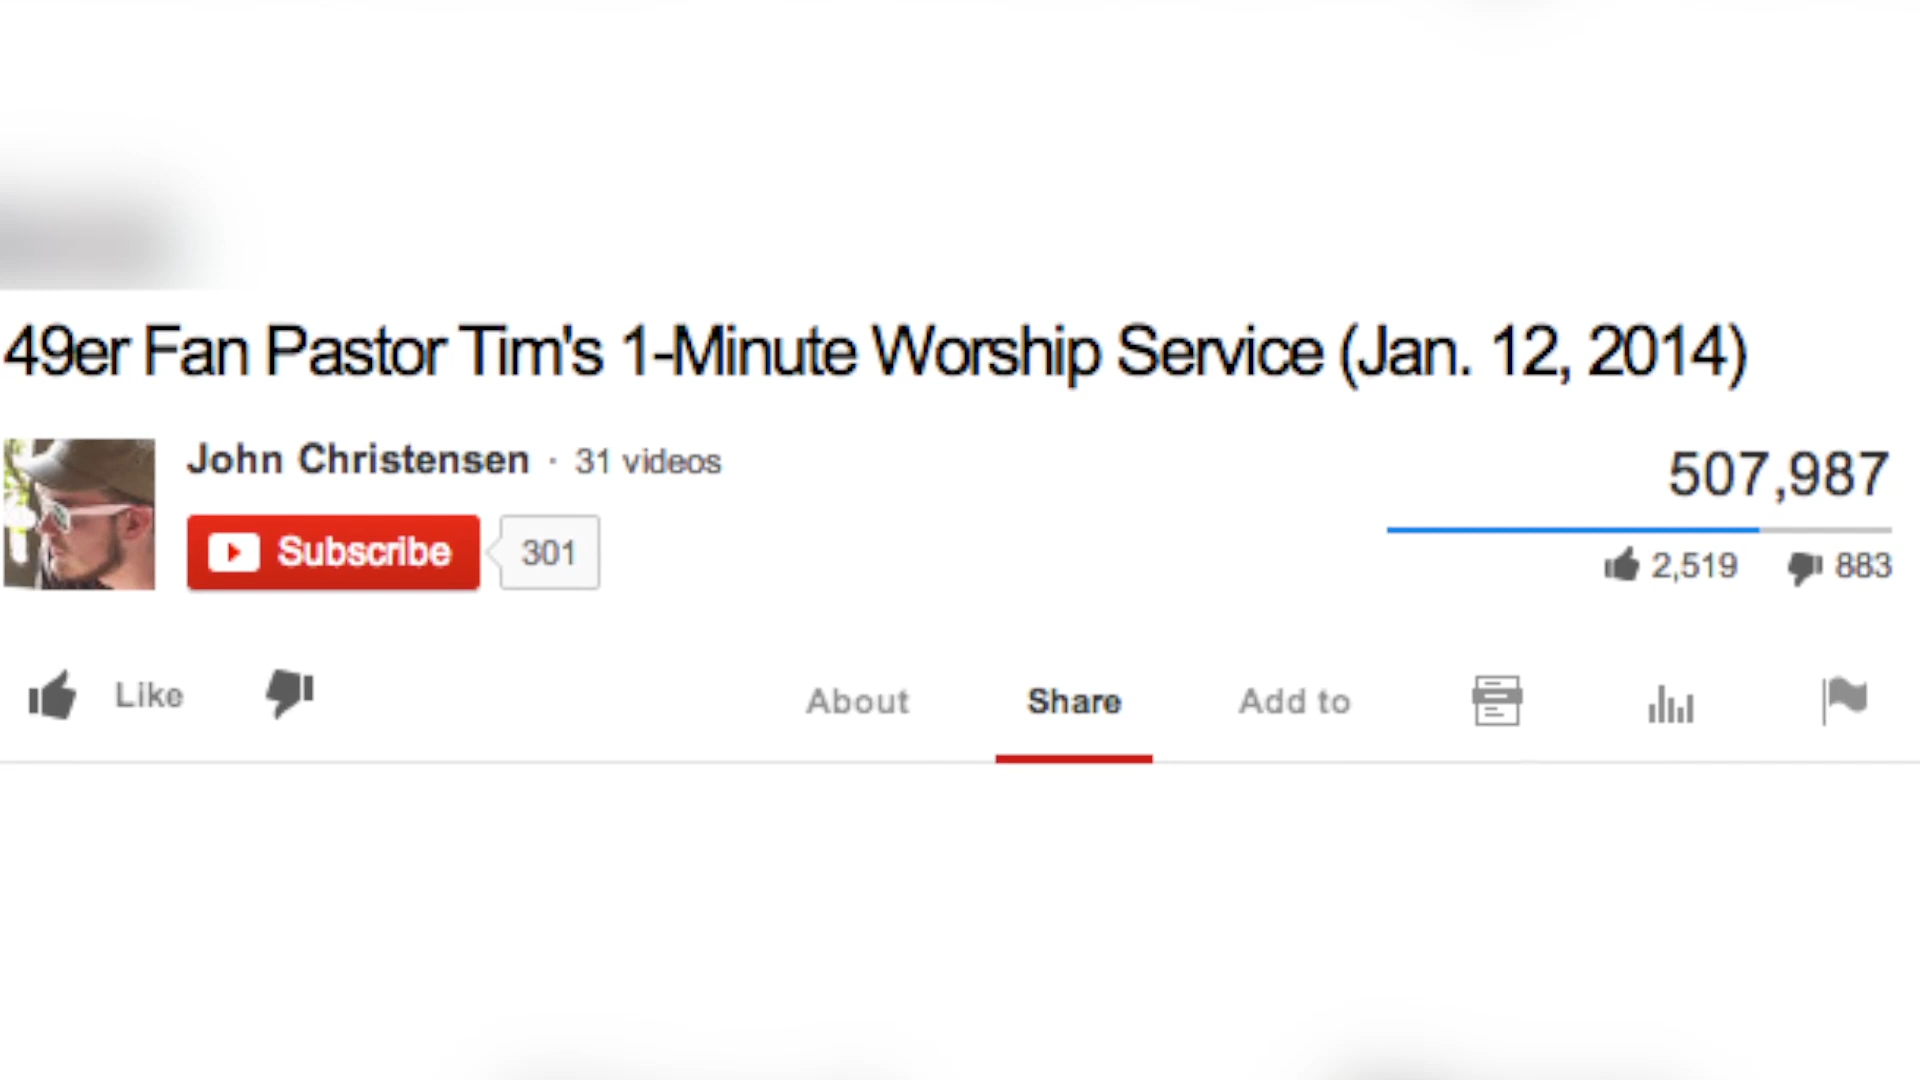 49er Fan Pastor Tim's 1-Minute Worship Service (Jan. 12, 2014)
John Christensen · 31 videos
507,987
Subscribe 301
2,519 883
Like About Share Add to